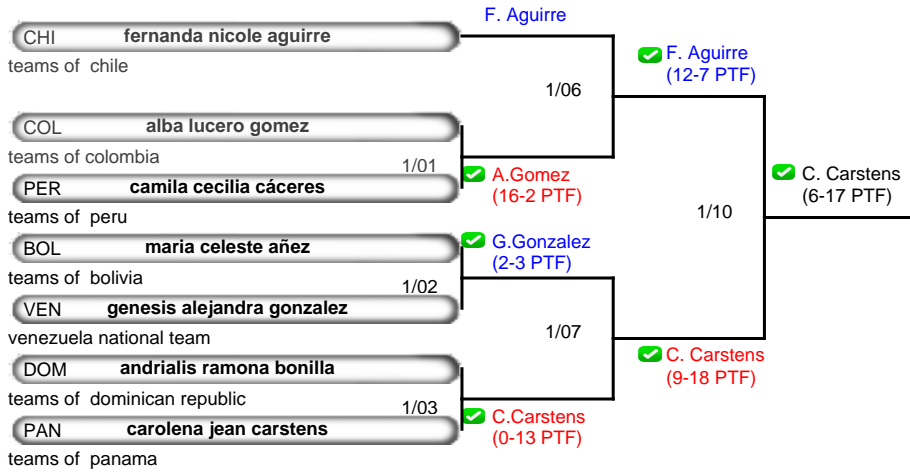 F. Aguirre
CHI fernanda nicole aguirre
teams of chile
F. Aguirre
(12-7 PTF)
1/06
COL alba lucero gomez
teams of colombia
1/01
A.Gomez
(16-2 PTF)
PER camila cecilia cáceres
teams of peru
C. Carstens
(6-17 PTF)
1/10
BOL maria celeste añez
teams of bolivia
G.Gonzalez
(2-3 PTF)
1/02
VEN genesis alejandra gonzalez
venezuela national team
1/07
C. Carstens
(9-18 PTF)
DOM andrialis ramona bonilla
teams of dominican republic
1/03
C.Carstens
(0-13 PTF)
PAN carolena jean carstens
teams of panama